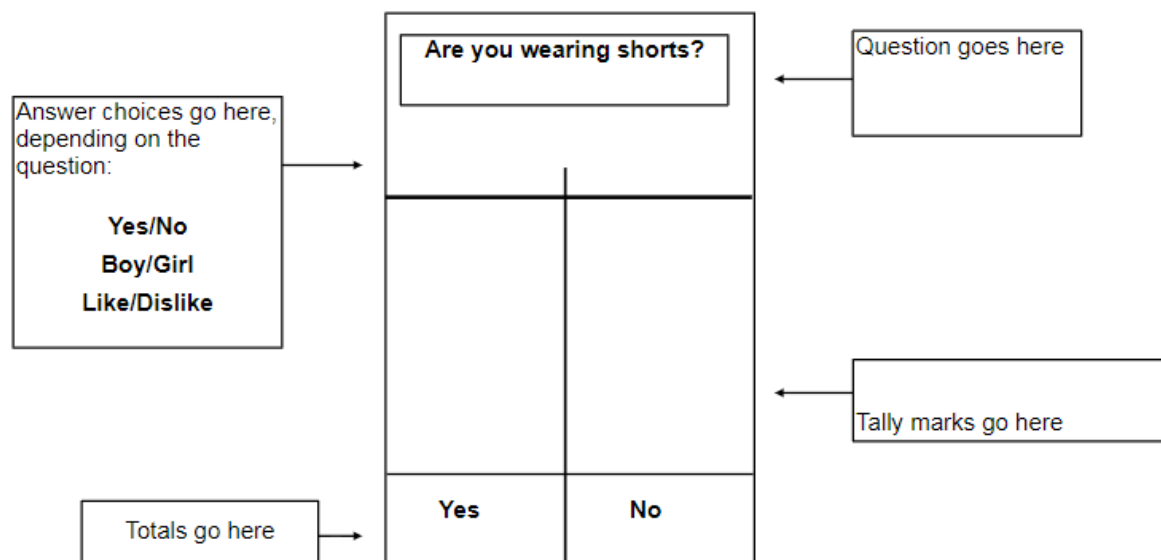 Are you wearing shorts?
Question goes here
Answer choices go here,
depending on the
question:
Yes/No
Boy/Girl
Like/Dislike
Tally marks go here
Yes
No
Totals go here